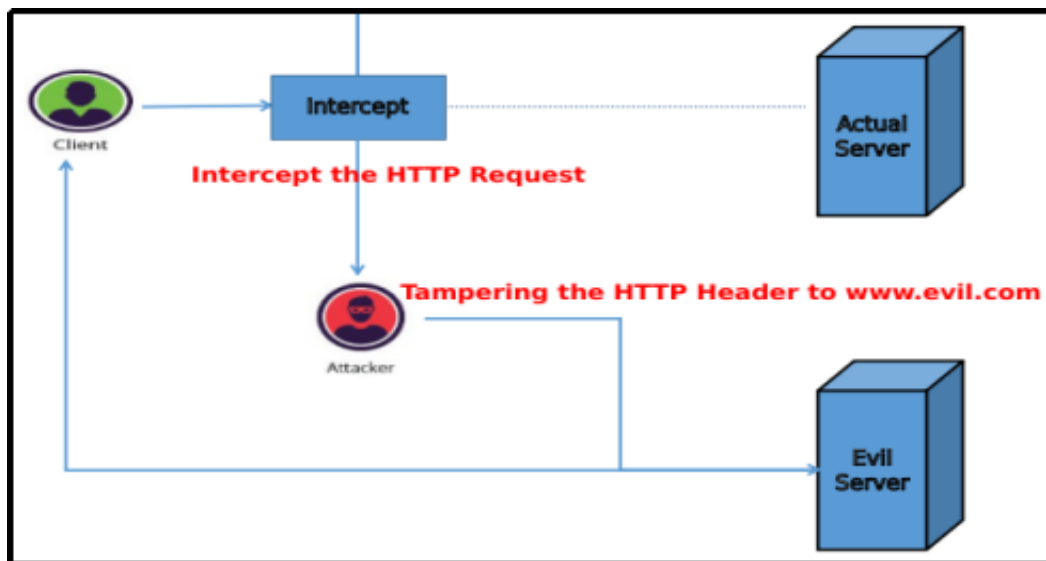 Client
Intercept
Actual
Server
Intercept the HTTP Request
Tampering the HTTP Header to www.evil.com
Attacker
Evil
Server